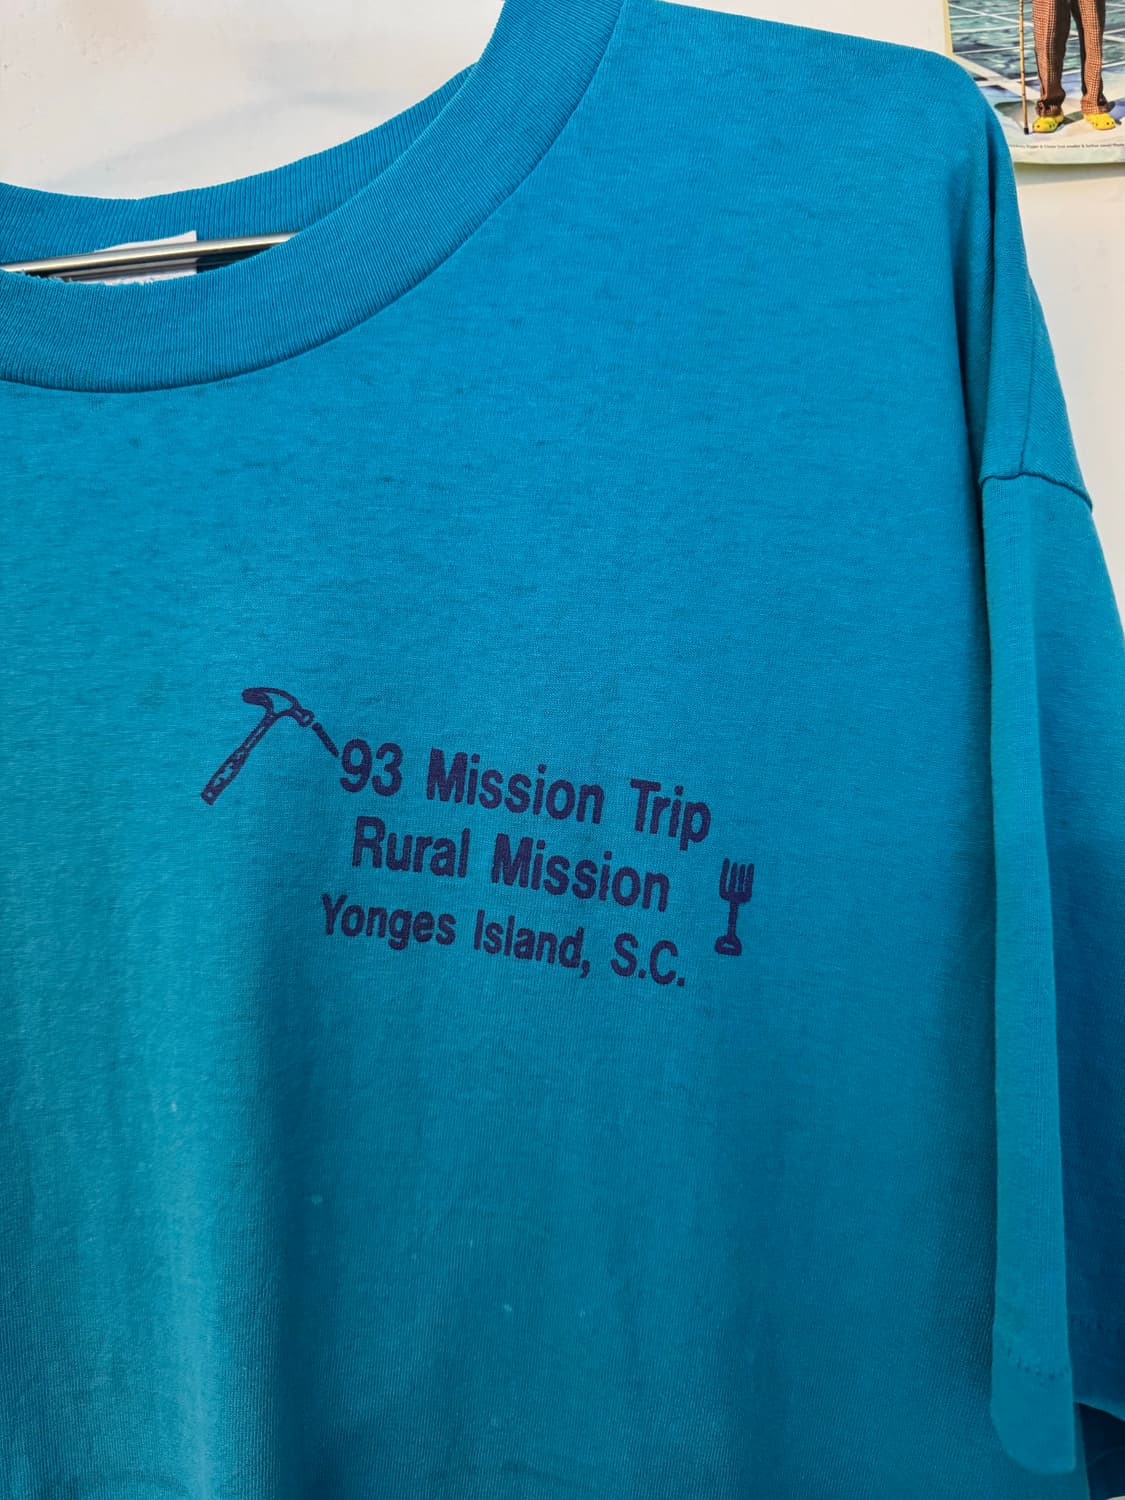 93 Mission Trip
Rural Mission
Yonges Island, S.C.